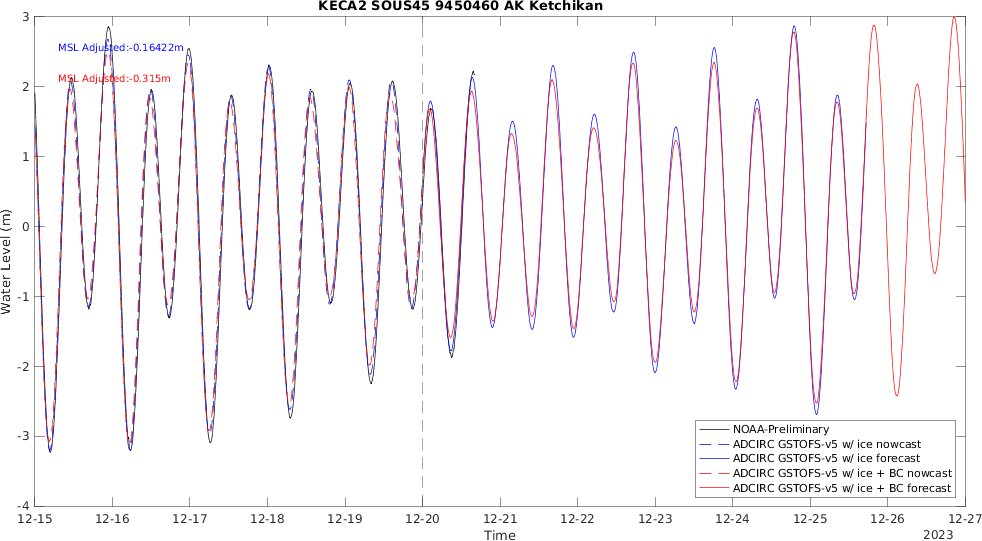 KECA2 SOUS45 9450460 AK Ketchikan
3
MSL Adjusted:-0.16422m
MSL Adjusted:-0.315m
2
1
0
-1
-2
-3
-4
Water Level (m)
NOAA-Preliminary
ADCIRC GSTOFS-v5 w/ ice nowcast
ADCIRC GSTOFS-v5 w/ ice forecast
ADCIRC GSTOFS-v5 w/ ice + BC nowcast
ADCIRC GSTOFS-v5 w/ ice + BC forecast
12-15 12-16 12-17 12-18 12-19 12-20 12-21 12-22 12-23 12-24 12-25 12-26 12-27
Time
2023